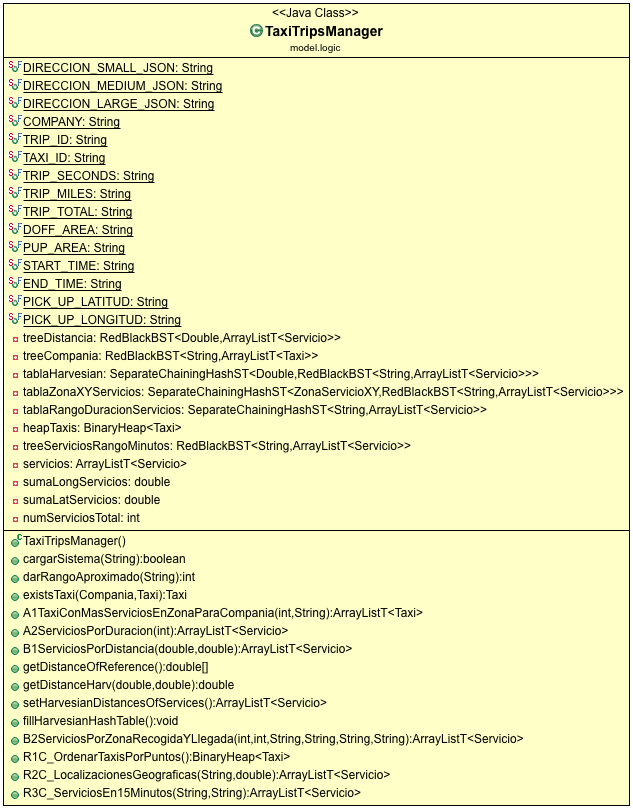 <<Java Class>>
TaxiTripsManager
model.logic
DIRECCION_SMALL_JSON: String
DIRECCION_MEDIUM_JSON: String
DIRECCION_LARGE_JSON: String
COMPANY: String
TRIP_ID: String
TAXI_ID: String
TRIP_SECONDS: String
TRIP_MILES: String
TRIP_TOTAL: String
DOFF_AREA: String
PUP_AREA: String
START_TIME: String
END_TIME: String
PICK_UP_LATITUD: String
PICK_UP_LONGITUD: String
treeDistancia: RedBlackBST<Double,ArrayListT<Servicio>>
treeCompania: RedBlackBST<String,ArrayListT<Taxi>>
tablaHarvesian: SeparateChainingHashST<Double,RedBlackBST<String,ArrayListT<Servicio>>>
tablaZonaXYServicios: SeparateChainingHashST<ZonaServicioXY,RedBlackBST<String,ArrayListT<Servicio>>>
tablaRangoDuracionServicios: SeparateChainingHashST<String,ArrayListT<Servicio>>
heapTaxis: BinaryHeap<Taxi>
treeServiciosRangoMinutos: RedBlackBST<String,ArrayListT<Servicio>>
servicios: ArrayListT<Servicio>
sumaLongServicios: double
sumaLatServicios: double
numServiciosTotal: int
TaxiTripsManager()
cargarSistema(String):boolean
darRangoAproximado(String):int
existsTaxi(Compania,Taxi):Taxi
A1TaxiConMasServiciosEnZonaParaCompania(int,String):ArrayListT<Taxi>
A2ServiciosPorDuracion(int):ArrayListT<Servicio>
B1ServiciosPorDistancia(double,double):ArrayListT<Servicio>
getDistanceOfReference():double[]
getDistanceHarv(double,double):double
setHarvesianDistancesOfServices():ArrayListT<Servicio>
fillHarvesianHashTable():void
B2ServiciosPorZonaRecogidaYLlegada(int,int,String,String,String,String):ArrayListT<Servicio>
R1C_OrdenarTaxisPorPuntos():BinaryHeap<Taxi>
R2C_LocalizacionesGeograficas(String,double):ArrayListT<Servicio>
R3C_ServiciosEn15Minutos(String,String):ArrayListT<Servicio>